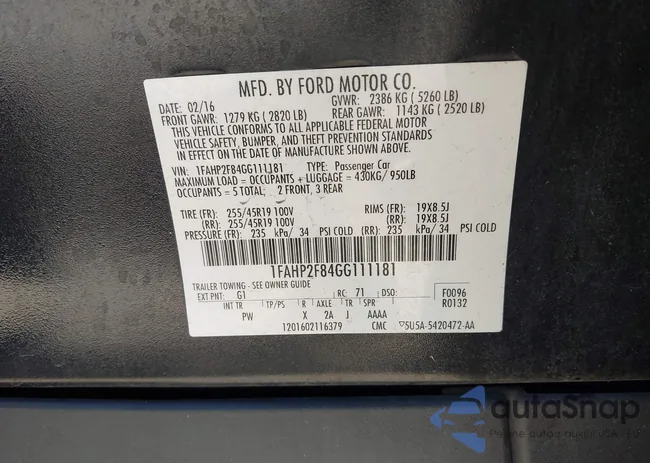 MFD. BY FORD MOTOR CO.
DATE: 02/16 GVWR: 2386 KG ( 5260 LB)
FRONT GAWR: 1279 KG ( 2820 LB) REAR GAWR: 1143 KG ( 2520 LB)
THIS VEHICLE CONFORMS TO ALL APPLICABLE FEDERAL MOTOR
VEHICLE SAFETY, BUMPER, AND THEFT PREVENTION STANDARDS
IN EFFECT ON THE DATE OF MANUFACTURE SHOWN ABOVE.
VIN: 1FAHP2F84GG111181 TYPE: Passenger Car
MAXIMUM LOAD = OCCUPANTS + LUGGAGE = 430KG/ 950LB
OCCUPANTS = 5 TOTAL, 2 FRONT, 3 REAR
TIRE (FR): 255/45R19 100V RIMS (FR): 19X8.5J
(RR): 255/45R19 100V (RR): 19X8.5J
PRESSURE (FR): 235 kPa/ 34 PSI COLD (RR): 235 kPa/ 34 PSI COLD
1FAHP2F84GG111181
TRAILER TOWING - SEE OWNER GUIDE
EXT PNT: G1 RC: 71 DSO: F0096
INT TR TP/PS R AXLE TR SPR R0132
PW X 2A J AAAA
1201602116379 CMC 5U5A-5420472-AA
autaSnap